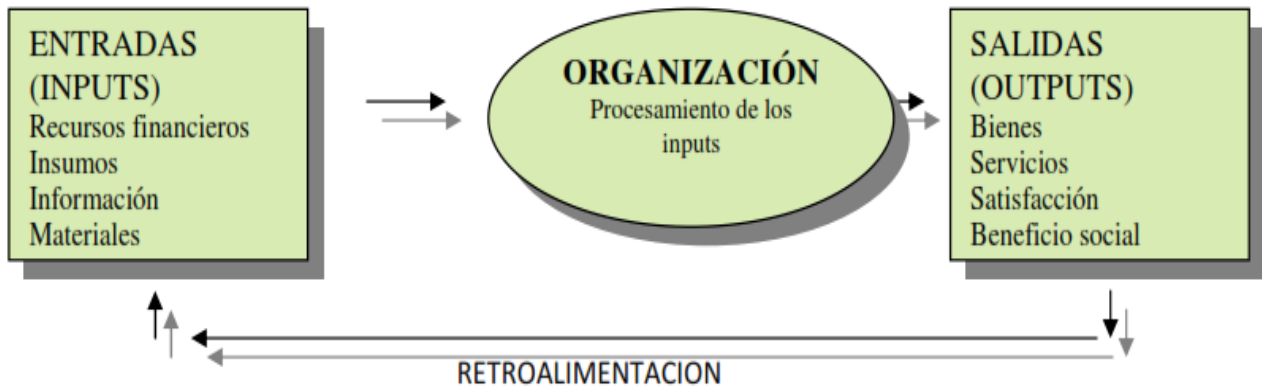 ENTRADAS
(INPUTS)
Recursos financieros
Insumos
Información
Materiales
ORGANIZACIÓN
Procesamiento de los
inputs
SALIDAS
(OUTPUTS)
Bienes
Servicios
Satisfacción
Beneficio social
RETROALIMENTACION